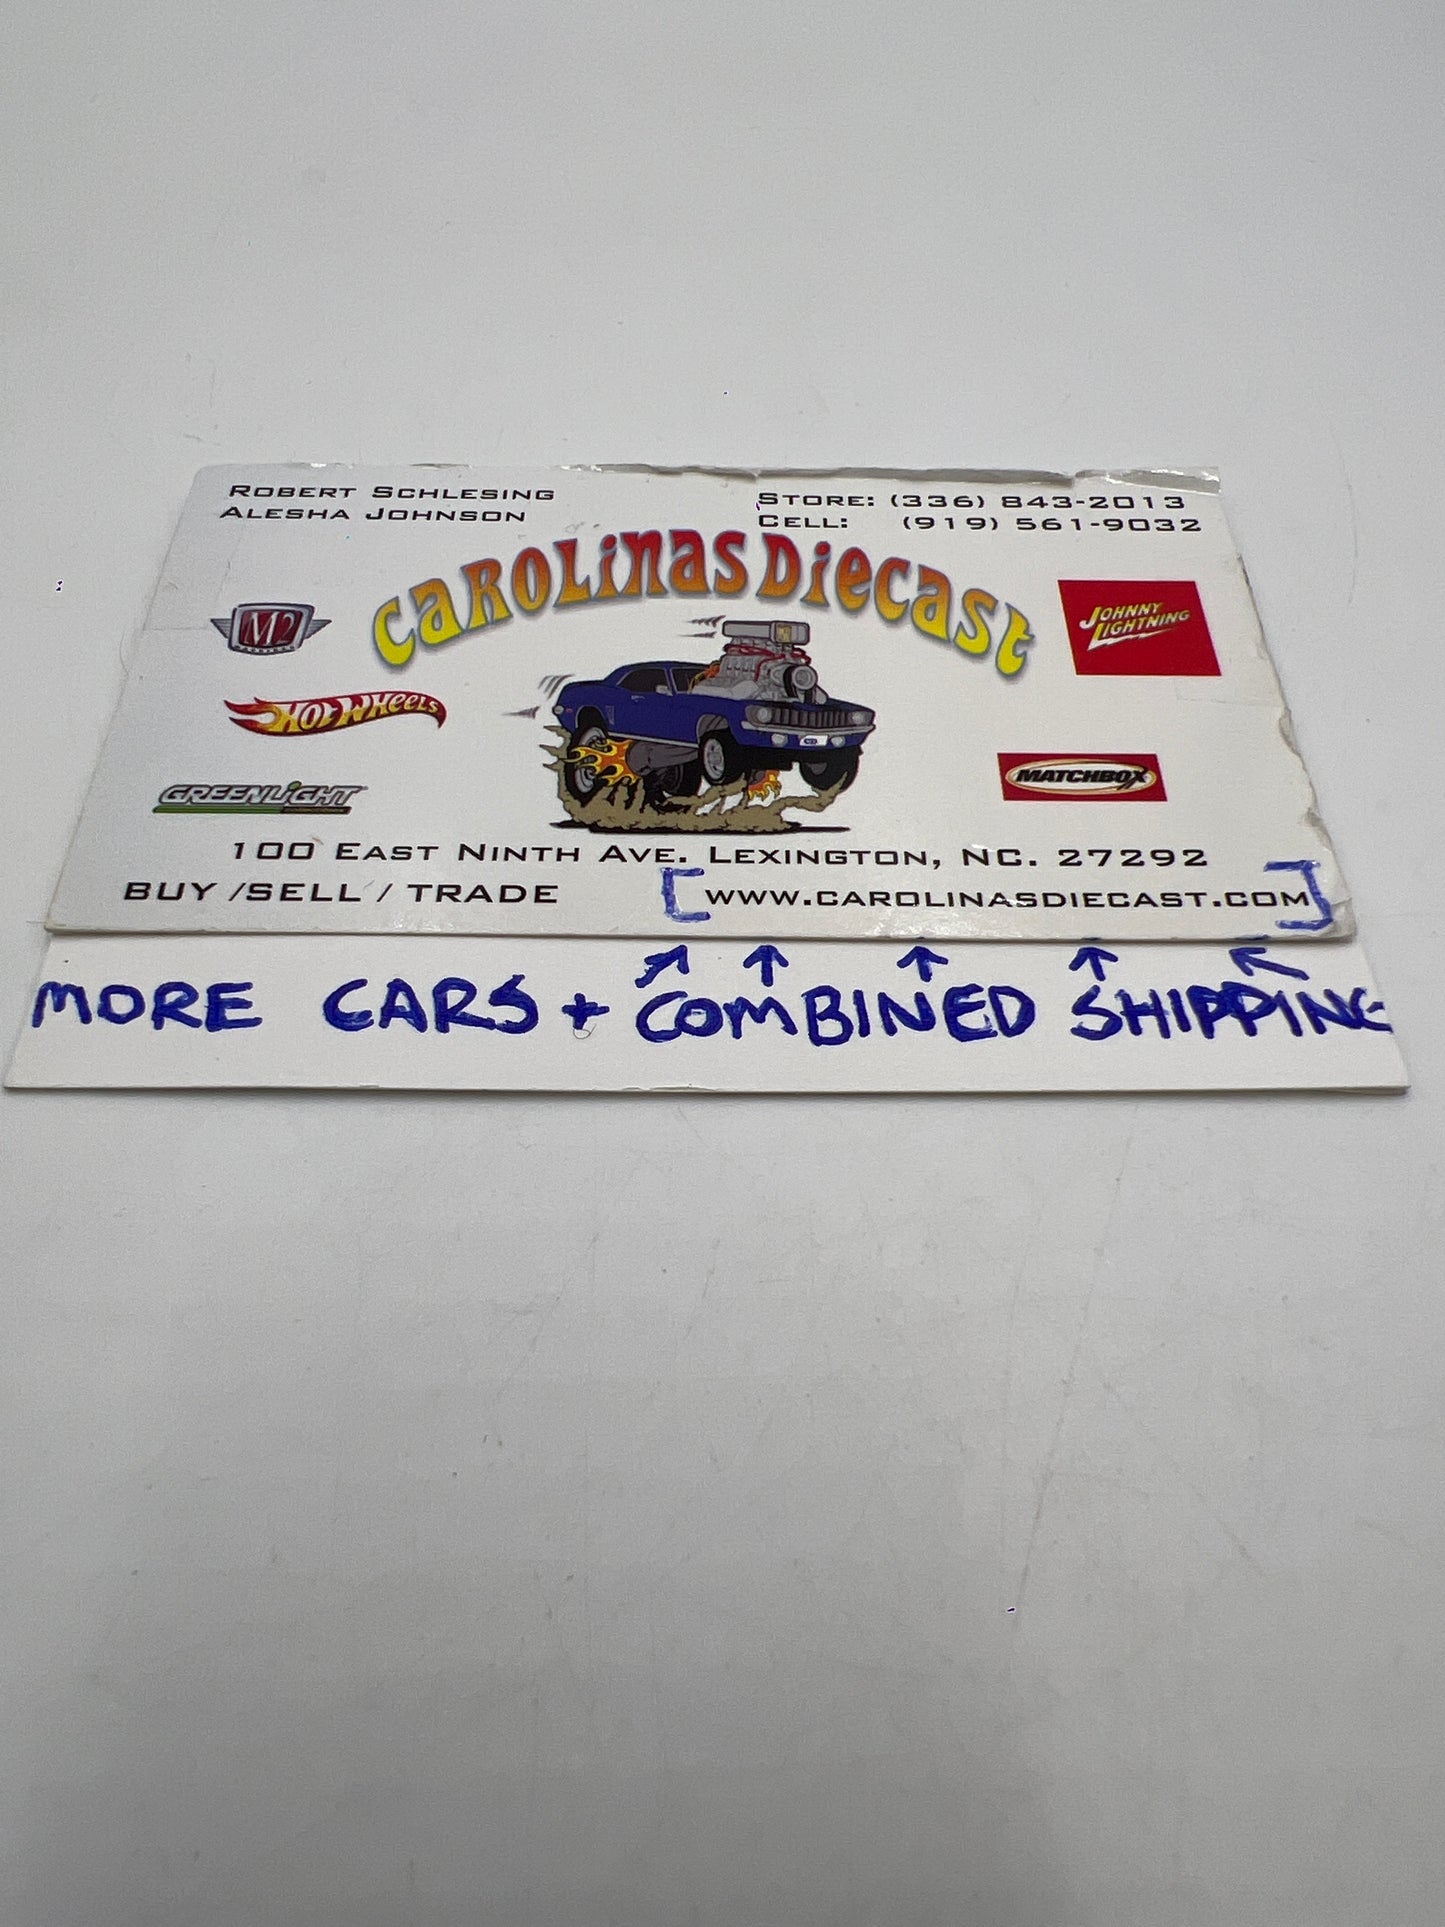 ROBERT SCHLESING
ALESHA JOHNSON
STORE: (336) 843-2013
CELL: (919) 561-9032
CAROLINAS DIECAST
M2
JOHNNY
LIGHTNING
HOT WHEELS
MATCHBOX
GREENLIGHT
100 EAST NINTH AVE. LEXINGTON, NC. 27292
BUY /SELL / TRADE
[WWW.CAROLINASDIECAST.COM]
MORE CARS + COMBINED SHIPPING